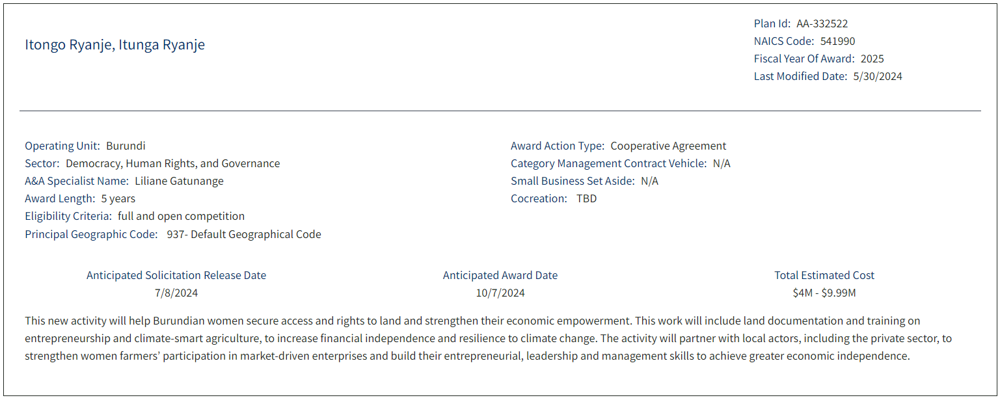 Itongo Ryanje, Itunga Ryanje
Plan Id: AA-332522
NAICS Code: 541990
Fiscal Year Of Award: 2025
Last Modified Date: 5/30/2024
Operating Unit: Burundi
Sector: Democracy, Human Rights, and Governance
A&A Specialist Name: Liliane Gatunange
Award Length: 5 years
Eligibility Criteria: full and open competition
Principal Geographic Code: 937- Default Geographical Code
Award Action Type: Cooperative Agreement
Category Management Contract Vehicle: N/A
Small Business Set Aside: N/A
Cocreation: TBD
Anticipated Solicitation Release Date
7/8/2024
Anticipated Award Date
10/7/2024
Total Estimated Cost
$4M - $9.99M
This new activity will help Burundian women secure access and rights to land and strengthen their economic empowerment. This work will include land documentation and training on
entrepreneurship and climate-smart agriculture, to increase financial independence and resilience to climate change. The activity will partner with local actors, including the private sector, to
strengthen women farmers’ participation in market-driven enterprises and build their entrepreneurial, leadership and management skills to achieve greater economic independence.